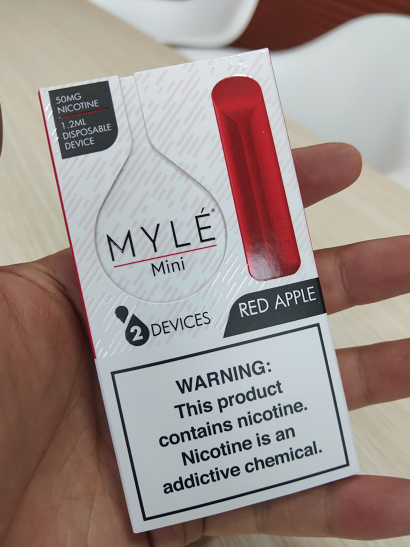 50MG
NICOTINE
1.2ML
DISPOSABLE
DEVICE
MYLÉ®
Mini
2 DEVICES
RED APPLE
WARNING:
This product
contains nicotine.
Nicotine is an
addictive chemical.